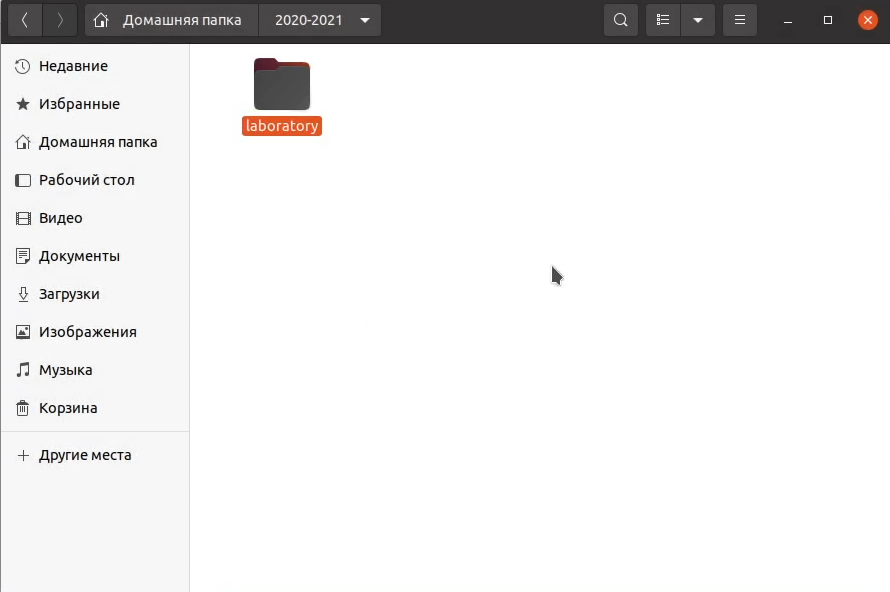 Домашняя папка 2020-2021
Недавние
Избранные
Домашняя папка
Рабочий стол
Видео
Документы
Загрузки
Изображения
Музыка
Корзина
Другие места
laboratory